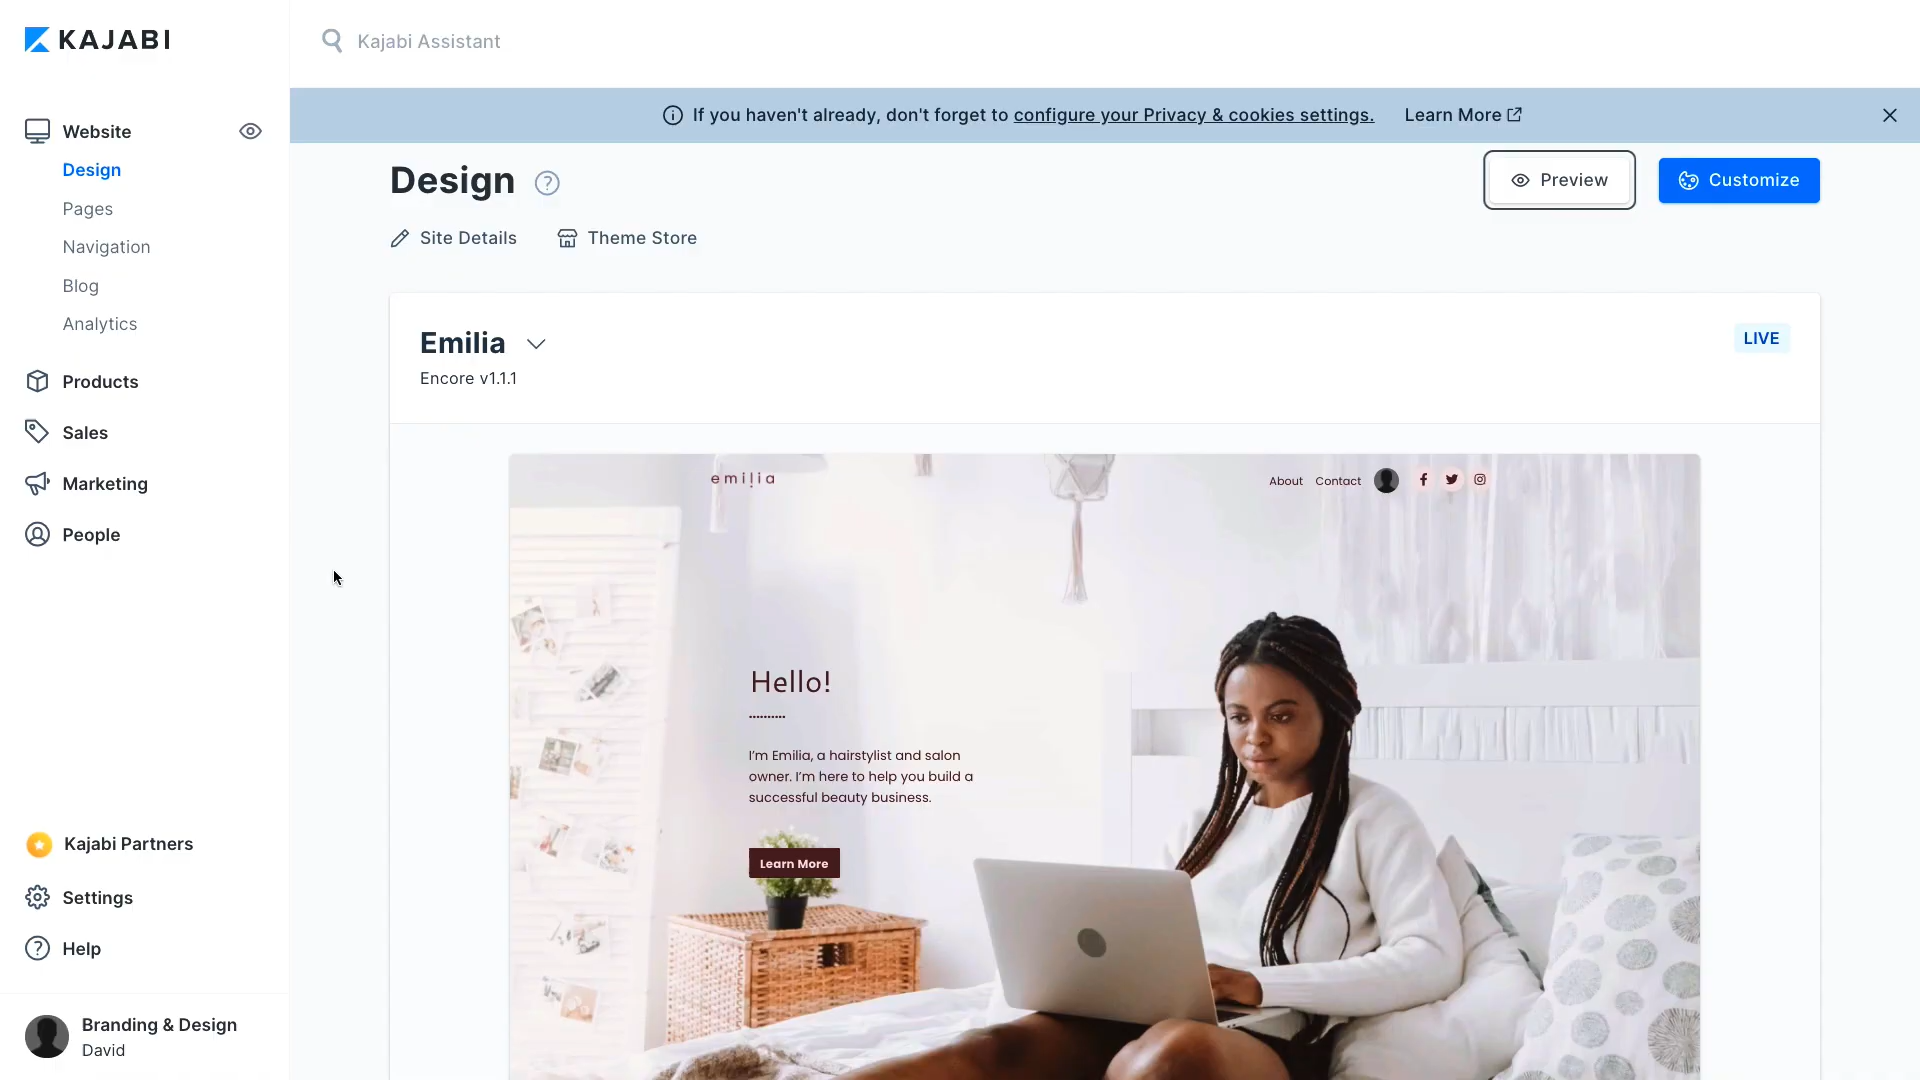 KAJABI
Kajabi Assistant
If you haven't already, don't forget to configure your Privacy & cookies settings. Learn More
Website
Design
Pages
Navigation
Blog
Analytics
Products
Sales
Marketing
People
Kajabi Partners
Settings
Help
Branding & Design
David
Design
Preview
Customize
Site Details
Theme Store
Emilia
LIVE
Encore v1.1.1
emilia
About Contact
Hello!
I'm Emilia, a hairstylist and salon
owner. I'm here to help you build a
successful beauty business.
Learn More